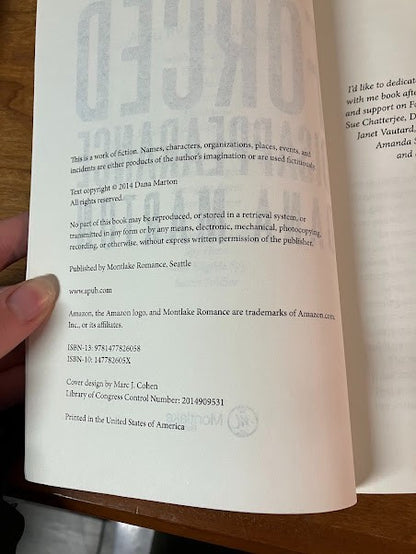 This is a work of fiction. Names, characters, organizations, places, events, and
incidents are either products of the author's imagination or are used fictitiously.
Text copyright © 2014 Dana Marton
All rights reserved.
No part of this book may be reproduced, or stored in a retrieval system, or
transmitted in any form or by any means, electronic, mechanical, photocopying,
recording, or otherwise, without express written permission of the publisher.
Published by Montlake Romance, Seattle
www.apub.com
Amazon, the Amazon logo, and Montlake Romance are trademarks of Amazon.com,
Inc., or its affiliates.
ISBN-13: 9781477826058
ISBN-10: 147782605X
Cover design by Marc J. Cohen
Library of Congress Control Number: 2014909531
Printed in the United States of America
I'd like to dedicat
with me book afte
and support on F
Sue Chatterjee, D
Janet Vautard,
Amanda S
and
FORCED
DISAPPEARANCE
DANA MARTON
Montlake